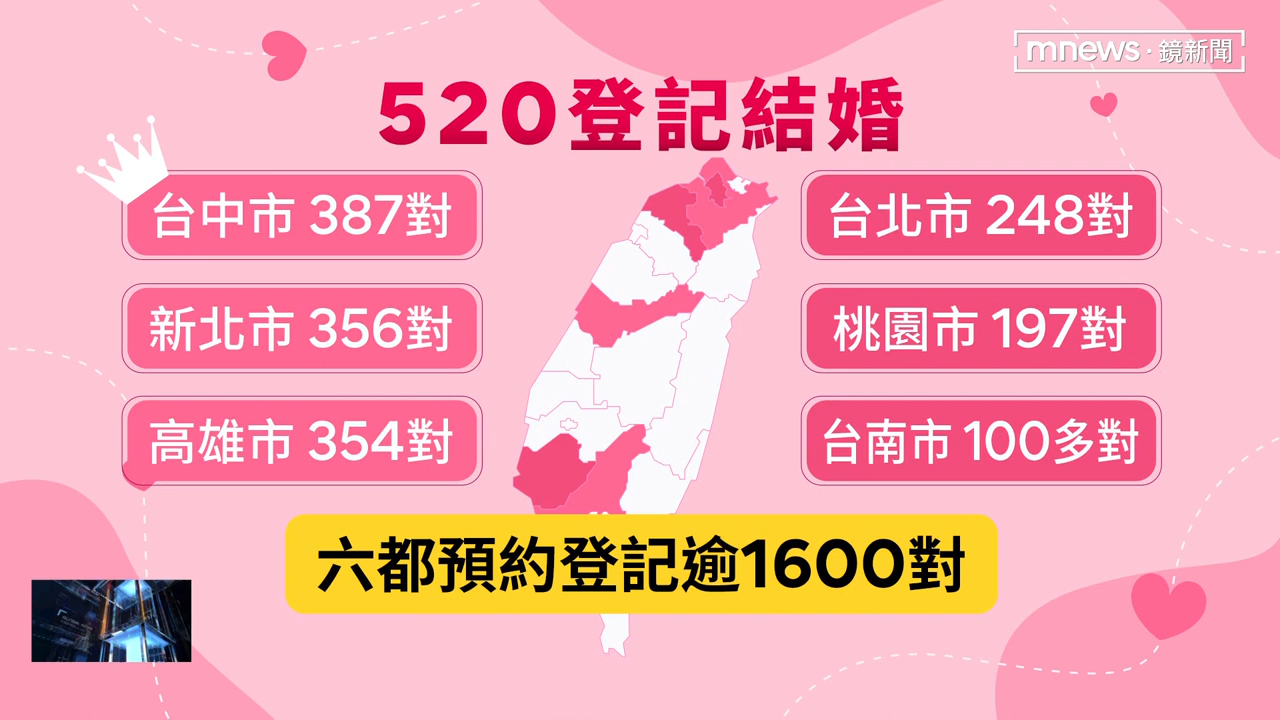 mnews·鏡新聞
520登記結婚
台中市 387對
新北市 356對
高雄市 354對
台北市 248對
桃園市 197對
台南市 100多對
六都預約登記逾1600對